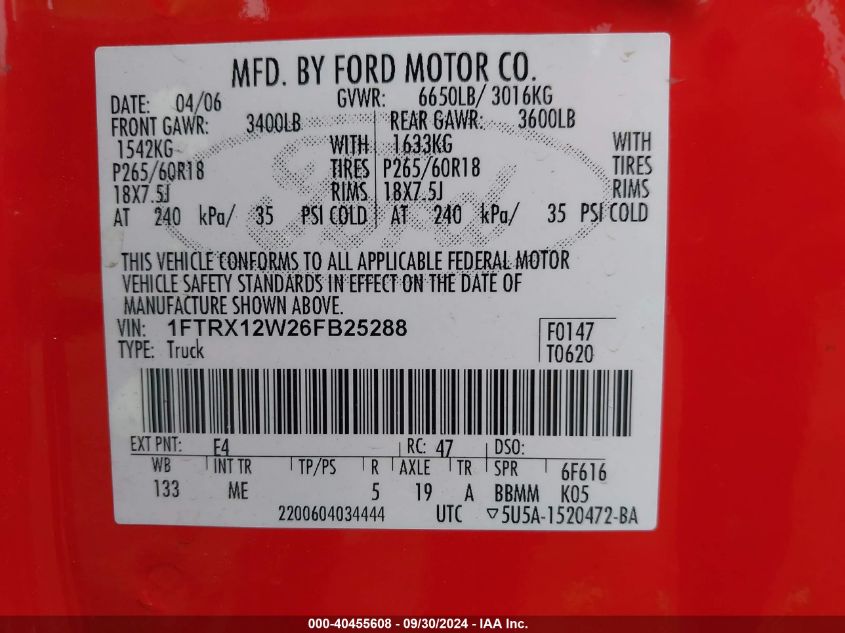 MFD. BY FORD MOTOR CO.
DATE: 04/06 GVWR: 6650LB/ 3016KG
FRONT GAWR: 3400LB REAR GAWR: 3600LB
1542KG WITH 1633KG WITH
P265/60R18 TIRES P265/60R18 TIRES
18X7.5J RIMS 18X7.5J RIMS
AT 240 kPa/ 35 PSI COLD AT 240 kPa/ 35 PSI COLD
THIS VEHICLE CONFORMS TO ALL APPLICABLE FEDERAL MOTOR
VEHICLE SAFETY STANDARDS IN EFFECT ON THE DATE OF
MANUFACTURE SHOWN ABOVE.
VIN: 1FTRX12W26FB25288 F0147
TYPE: Truck T0620
EXT PNT: E4 RC: 47 DSO:
WB INT TR TP/PS R AXLE TR SPR 6F616
133 ME 5 19 A BBMM K05
2200604034444 UTC ▽5U5A-1520472-BA
Ford
000-40455608 - 09/30/2024 - IAA Inc.